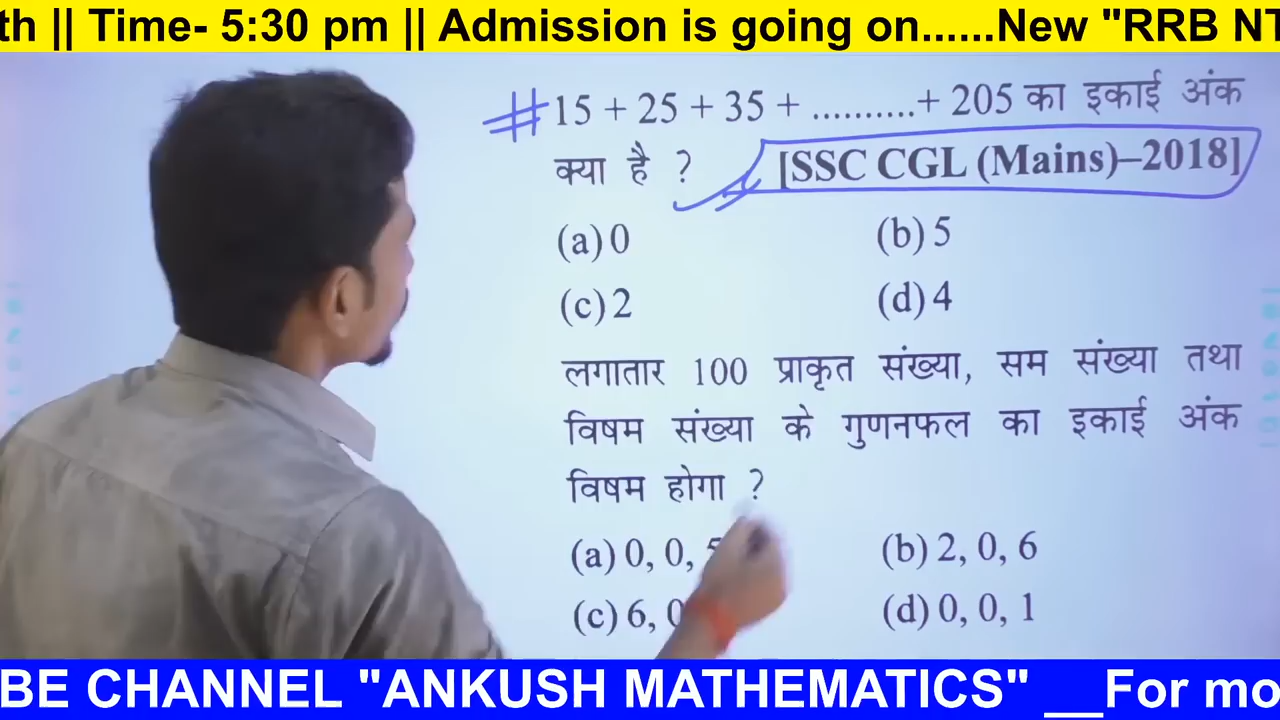 th || Time- 5:30 pm || Admission is going on......New "RRB NT
15 + 25 + 35 + ..........+ 205 का इकाई अंक
क्या है ? [SSC CGL (Mains)–2018]
(a) 0 (b) 5
(c) 2 (d) 4
लगातार 100 प्राकृत संख्या, सम संख्या तथा
विषम संख्या के गुणनफल का इकाई अंक
विषम होगा ?
(a) 0, 0, (b) 2, 0, 6
(c) 6, 0 (d) 0, 0, 1
BE CHANNEL "ANKUSH MATHEMATICS" __For mo